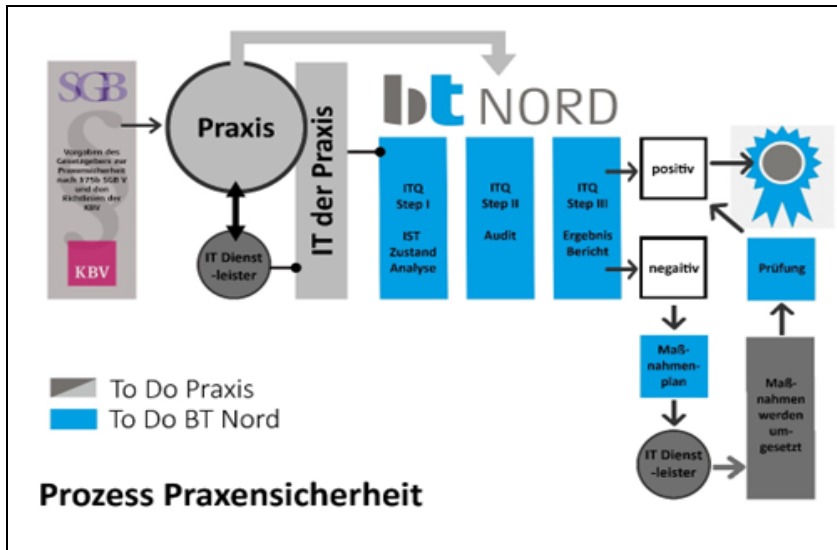 SGB
Vorgaben des
Gesetzgebers zur
Praxensicherheit
nach §75b SGB V
und den
Richtlinien der
KBV
KBV
Praxis
IT Dienst
-leister
IT der Praxis
bt NORD
ITQ
Step I
IST
Zustand
Analyse
ITQ
Step II
Audit
ITQ
Step III
Ergebnis
Bericht
positiv
negaitiv
Maß-
nahmen-
plan
IT Dienst
-leister
Maß-
nahmen
werden
um-
gesetzt
Prüfung
To Do Praxis
To Do BT Nord
Prozess Praxensicherheit